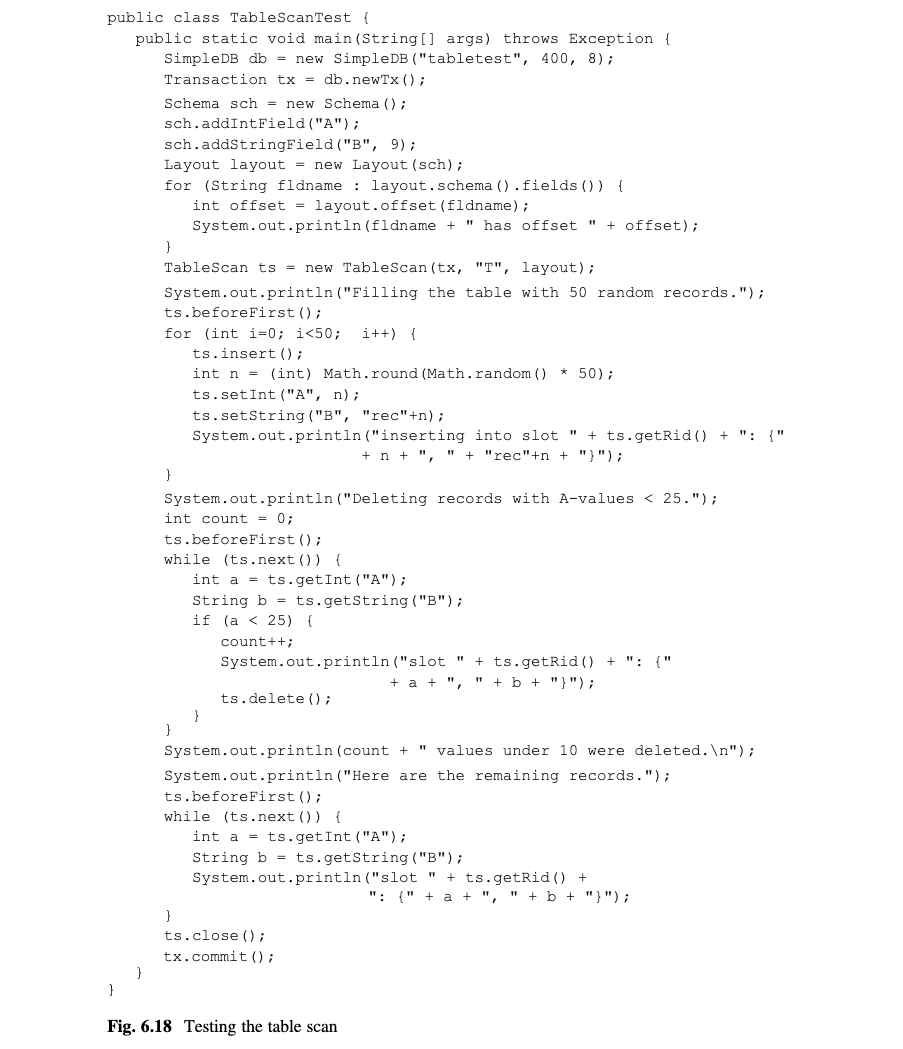 public class TableScanTest {
   public static void main(String[] args) throws Exception {
      SimpleDB db = new SimpleDB("tabletest", 400, 8);
      Transaction tx = db.newTx();
      Schema sch = new Schema();
      sch.addIntField("A");
      sch.addStringField("B", 9);
      Layout layout = new Layout(sch);
      for (String fldname : layout.schema().fields()) {
         int offset = layout.offset(fldname);
         System.out.println(fldname + " has offset " + offset);
      }
      TableScan ts = new TableScan(tx, "T", layout);
      System.out.println("Filling the table with 50 random records.");
      ts.beforeFirst();
      for (int i=0; i<50;  i++) {
         ts.insert();
         int n = (int) Math.round(Math.random() * 50);
         ts.setInt("A", n);
         ts.setString("B", "rec"+n);
         System.out.println("inserting into slot " + ts.getRid() + ": {"
                           + n + ", " + "rec"+n + "}");
      }
      System.out.println("Deleting records with A-values < 25.");
      int count = 0;
      ts.beforeFirst();
      while (ts.next()) {
         int a = ts.getInt("A");
         String b = ts.getString("B");
         if (a < 25) {
            count++;
            System.out.println("slot " + ts.getRid() + ": {"
                              + a + ", " + b + "}");
            ts.delete();
         }
      }
      System.out.println(count + " values under 10 were deleted.\n");
      System.out.println("Here are the remaining records.");
      ts.beforeFirst();
      while (ts.next()) {
         int a = ts.getInt("A");
         String b = ts.getString("B");
         System.out.println("slot " + ts.getRid() +
                            ": {" + a + ", " + b + "}");
      }
      ts.close();
      tx.commit();
   }
}
Fig. 6.18 Testing the table scan